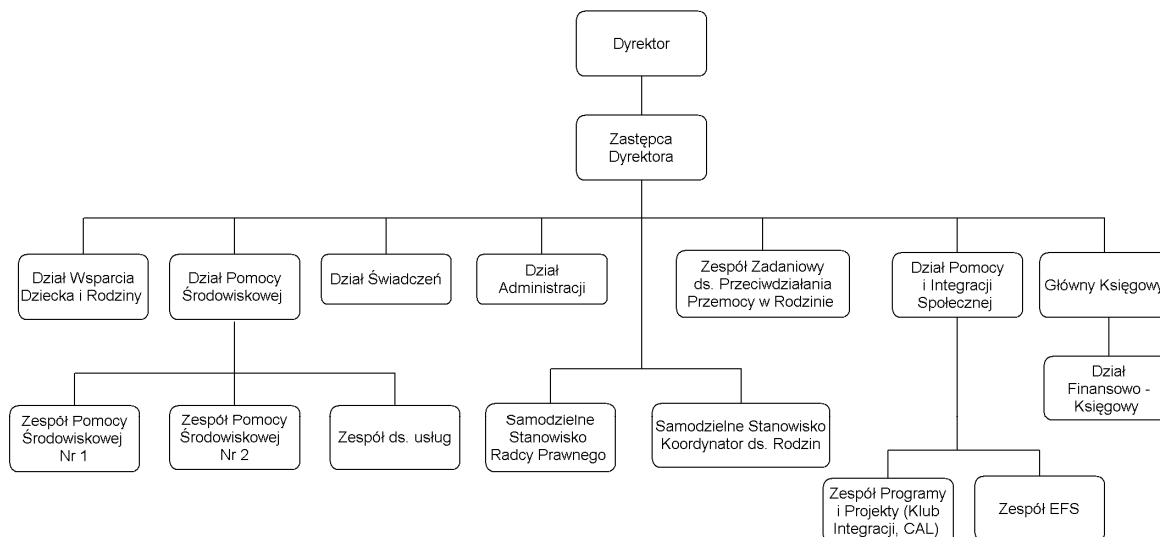 Dyrektor
Zastępca
Dyrektora
Dział Wsparcia
Dziecka i Rodziny
Dział Pomocy
Środowiskowej
Dział Świadczeń
Dział
Administracji
Zespół Zadaniowy
ds. Przeciwdziałania
Przemocy w Rodzinie
Dział Pomocy
i Integracji
Społecznej
Główny Księgowy
Dział
Finansowo -
Księgowy
Zespół Pomocy
Środowiskowej
Nr 1
Zespół Pomocy
Środowiskowej
Nr 2
Zespół ds. usług
Samodzielne
Stanowisko
Radcy Prawnego
Samodzielne Stanowisko
Koordynator ds. Rodzin
Zespół Programy
i Projekty (Klub
Integracji, CAL)
Zespół EFS